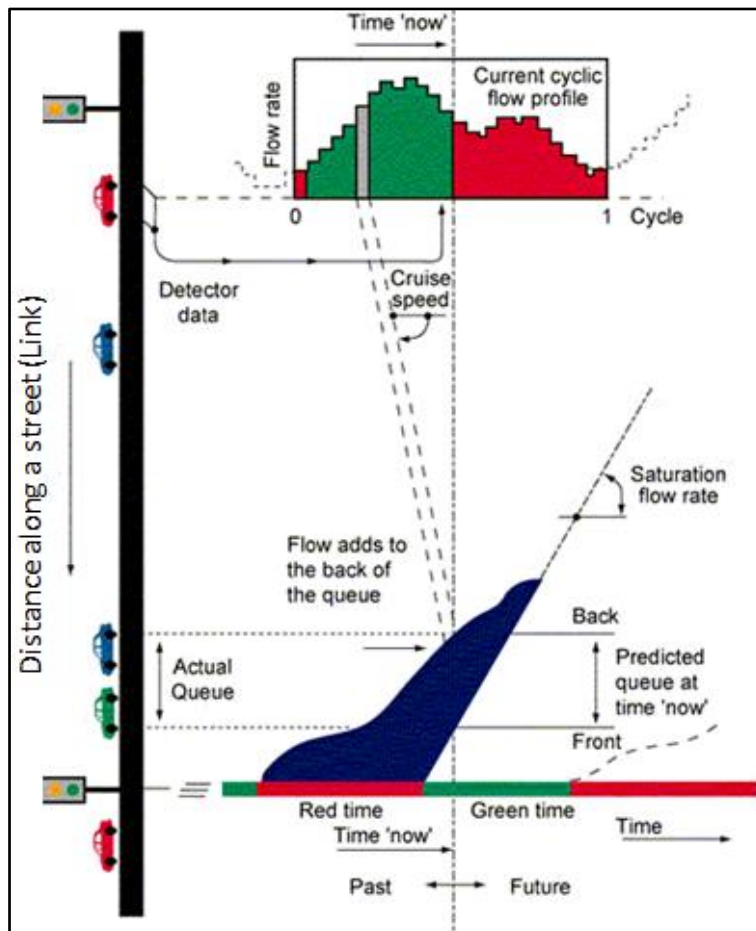 Time 'now'
Current cyclic
flow profile
Flow rate
0
1
Cycle
Detector
data
Cruise
speed
Distance along a street (Link)
Saturation
flow rate
Flow adds to
the back of
the queue
Back
Actual
Queue
Predicted
queue at
time 'now'
Front
Red time
Green time
Time 'now'
Time
Past
Future